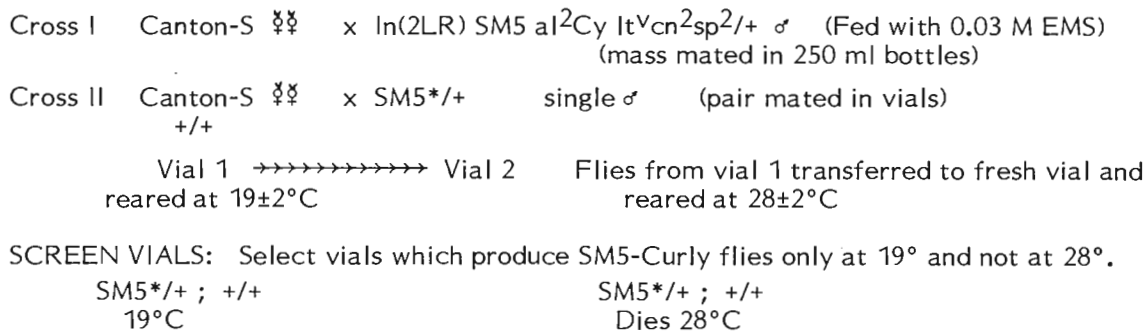 Cross I Canton-S ☿☿ x In(2LR) SM5 al²Cy ltᵛcn²sp²/+ ♂ (Fed with 0.03 M EMS)
(mass mated in 250 ml bottles)
Cross II Canton-S ☿☿ x SM5*/+ single ♂ (pair mated in vials)
+/+
Vial 1 →→→→→→→→→→→→ Vial 2 Flies from vial 1 transferred to fresh vial and
reared at 19±2°C reared at 28±2°C
SCREEN VIALS: Select vials which produce SM5-Curly flies only at 19° and not at 28°.
SM5*/+ ; +/+ SM5*/+ ; +/+
19°C Dies 28°C